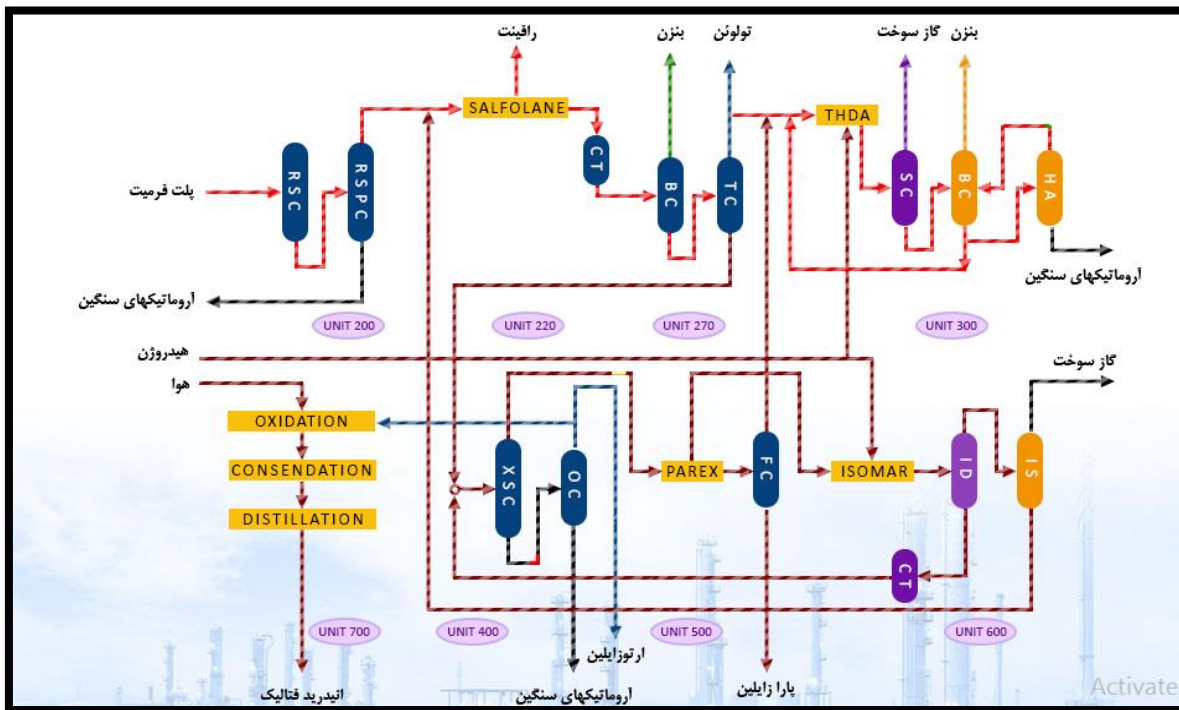 رافینت
بنزن
تولوئن
گاز سوخت
بنزن
SALFOLANE
THDA
CT
RSC
RSPC
BC
TC
SC
BC
HA
پلت فرمیت
آروماتیکهای سنگین
آروماتیکهای سنگین
UNIT 200
UNIT 220
UNIT 270
UNIT 300
هیدروژن
گاز سوخت
هوا
OXIDATION
CONSENDATION
DISTILLATION
XSC
OC
PAREX
FC
ISOMAR
ID
IS
CT
UNIT 700
UNIT 400
UNIT 500
UNIT 600
ارتوزایلین
انیدرید فتالیک
آروماتیکهای سنگین
پارا زایلین
Activate